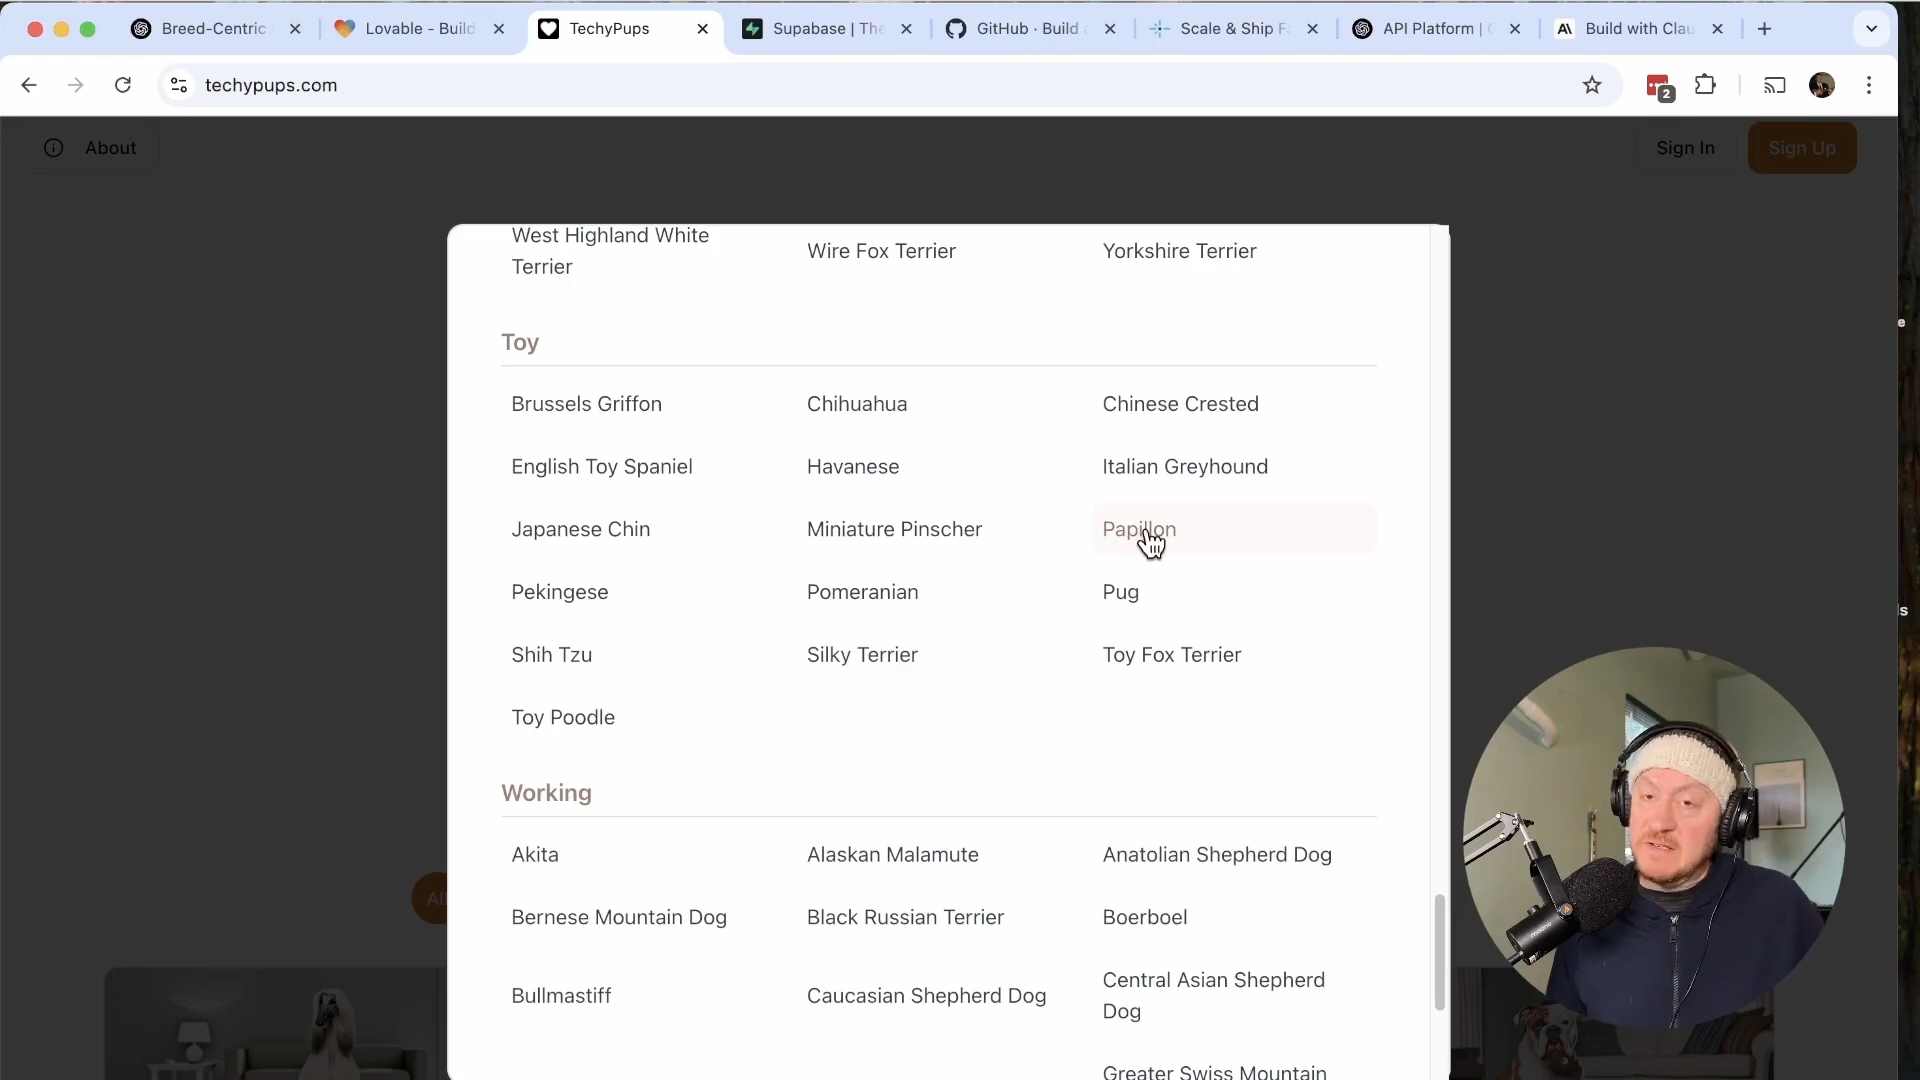 Breed-Centric
Lovable - Build
TechyPups
Supabase | The
GitHub · Build a
Scale & Ship Fa
API Platform |
Build with Clau
techypups.com
2
About
Sign In
Sign Up
West Highland White
Terrier
Wire Fox Terrier
Yorkshire Terrier
Toy
Brussels Griffon
Chihuahua
Chinese Crested
English Toy Spaniel
Havanese
Italian Greyhound
Japanese Chin
Miniature Pinscher
Papillon
Pekingese
Pomeranian
Pug
Shih Tzu
Silky Terrier
Toy Fox Terrier
Toy Poodle
Working
Akita
Alaskan Malamute
Anatolian Shepherd Dog
Bernese Mountain Dog
Black Russian Terrier
Boerboel
All
Bullmastiff
Caucasian Shepherd Dog
Central Asian Shepherd
Dog
Greater Swiss Mountain